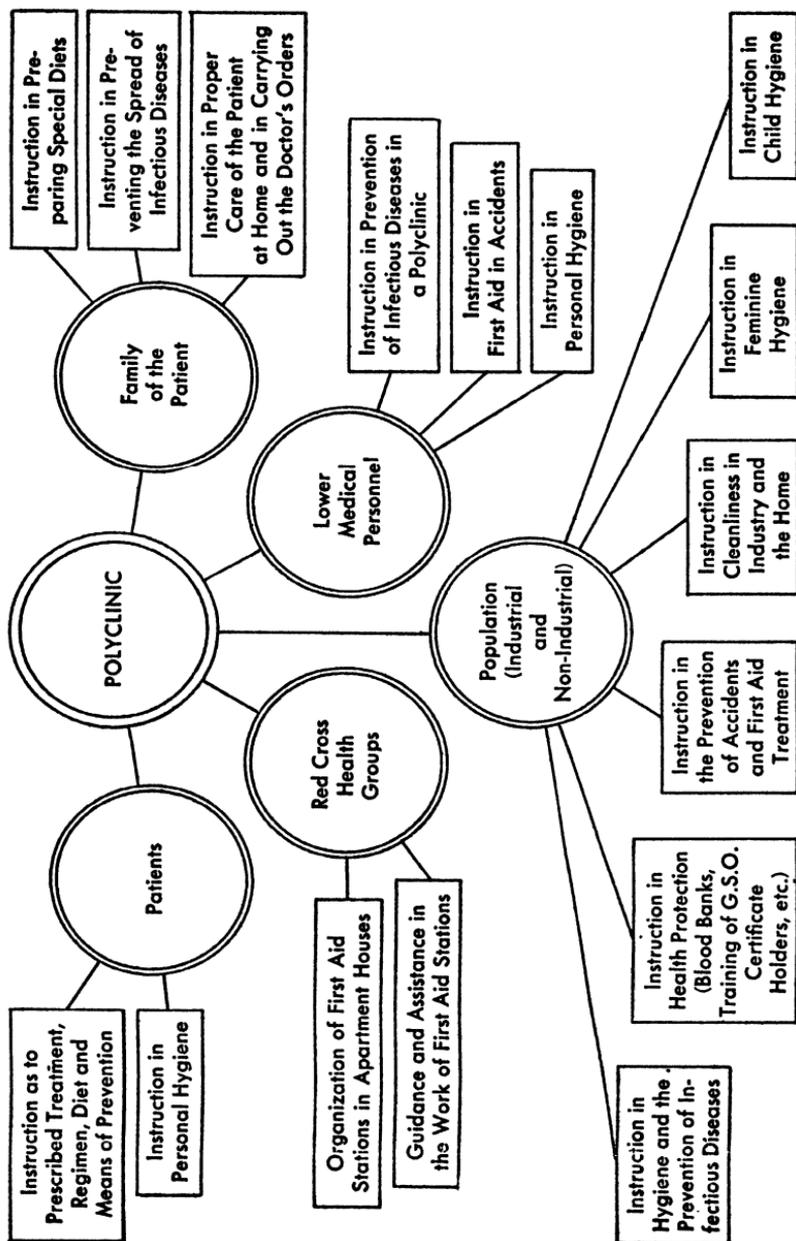 POLYCLINIC
Patients
Instruction as to
Prescribed Treatment,
Regimen, Diet and
Means of Prevention
Instruction in
Personal Hygiene
Family
of the
Patient
Instruction in Pre-
paring Special Diets
Instruction in Pre-
venting the Spread of
Infectious Diseases
Instruction in Proper
Care of the Patient
at Home and in Carrying
Out the Doctor's Orders
Red Cross
Health
Groups
Organization of First Aid
Stations in Apartment Houses
Guidance and Assistance in
the Work of First Aid Stations
Lower
Medical
Personnel
Instruction in Prevention
of Infectious Diseases in
a Polyclinic
Instruction in
First Aid in Accidents
Instruction in
Personal Hygiene
Population
(Industrial
and
Non-Industrial)
Instruction in
Hygiene and the
Prevention of In-
fectious Diseases
Instruction in
Health Protection
(Blood Banks,
Training of G.S.O.
Certificate
Holders, etc.)
Instruction in
the Prevention
of Accidents
and First Aid
Treatment
Instruction in
Cleanliness in
Industry and
the Home
Instruction in
Feminine
Hygiene
Instruction in
Child Hygiene